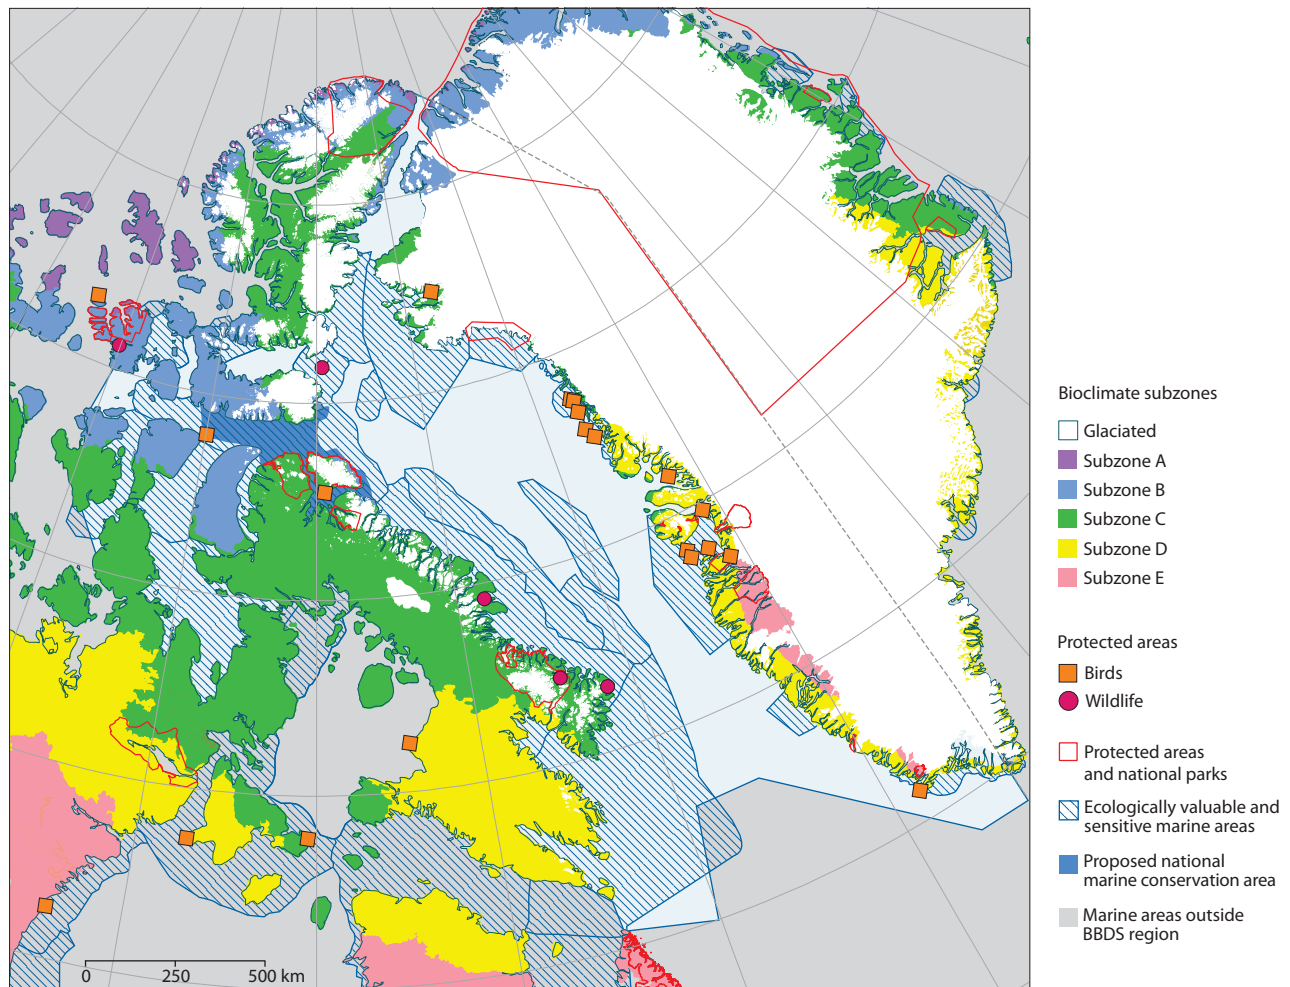 Bioclimate subzones
Glaciated
Subzone A
Subzone B
Subzone C
Subzone D
Subzone E
Protected areas
Birds
Wildlife
Protected areas
and national parks
Ecologically valuable and
sensitive marine areas
Proposed national
marine conservation area
Marine areas outside
BBDS region
0 250 500 km